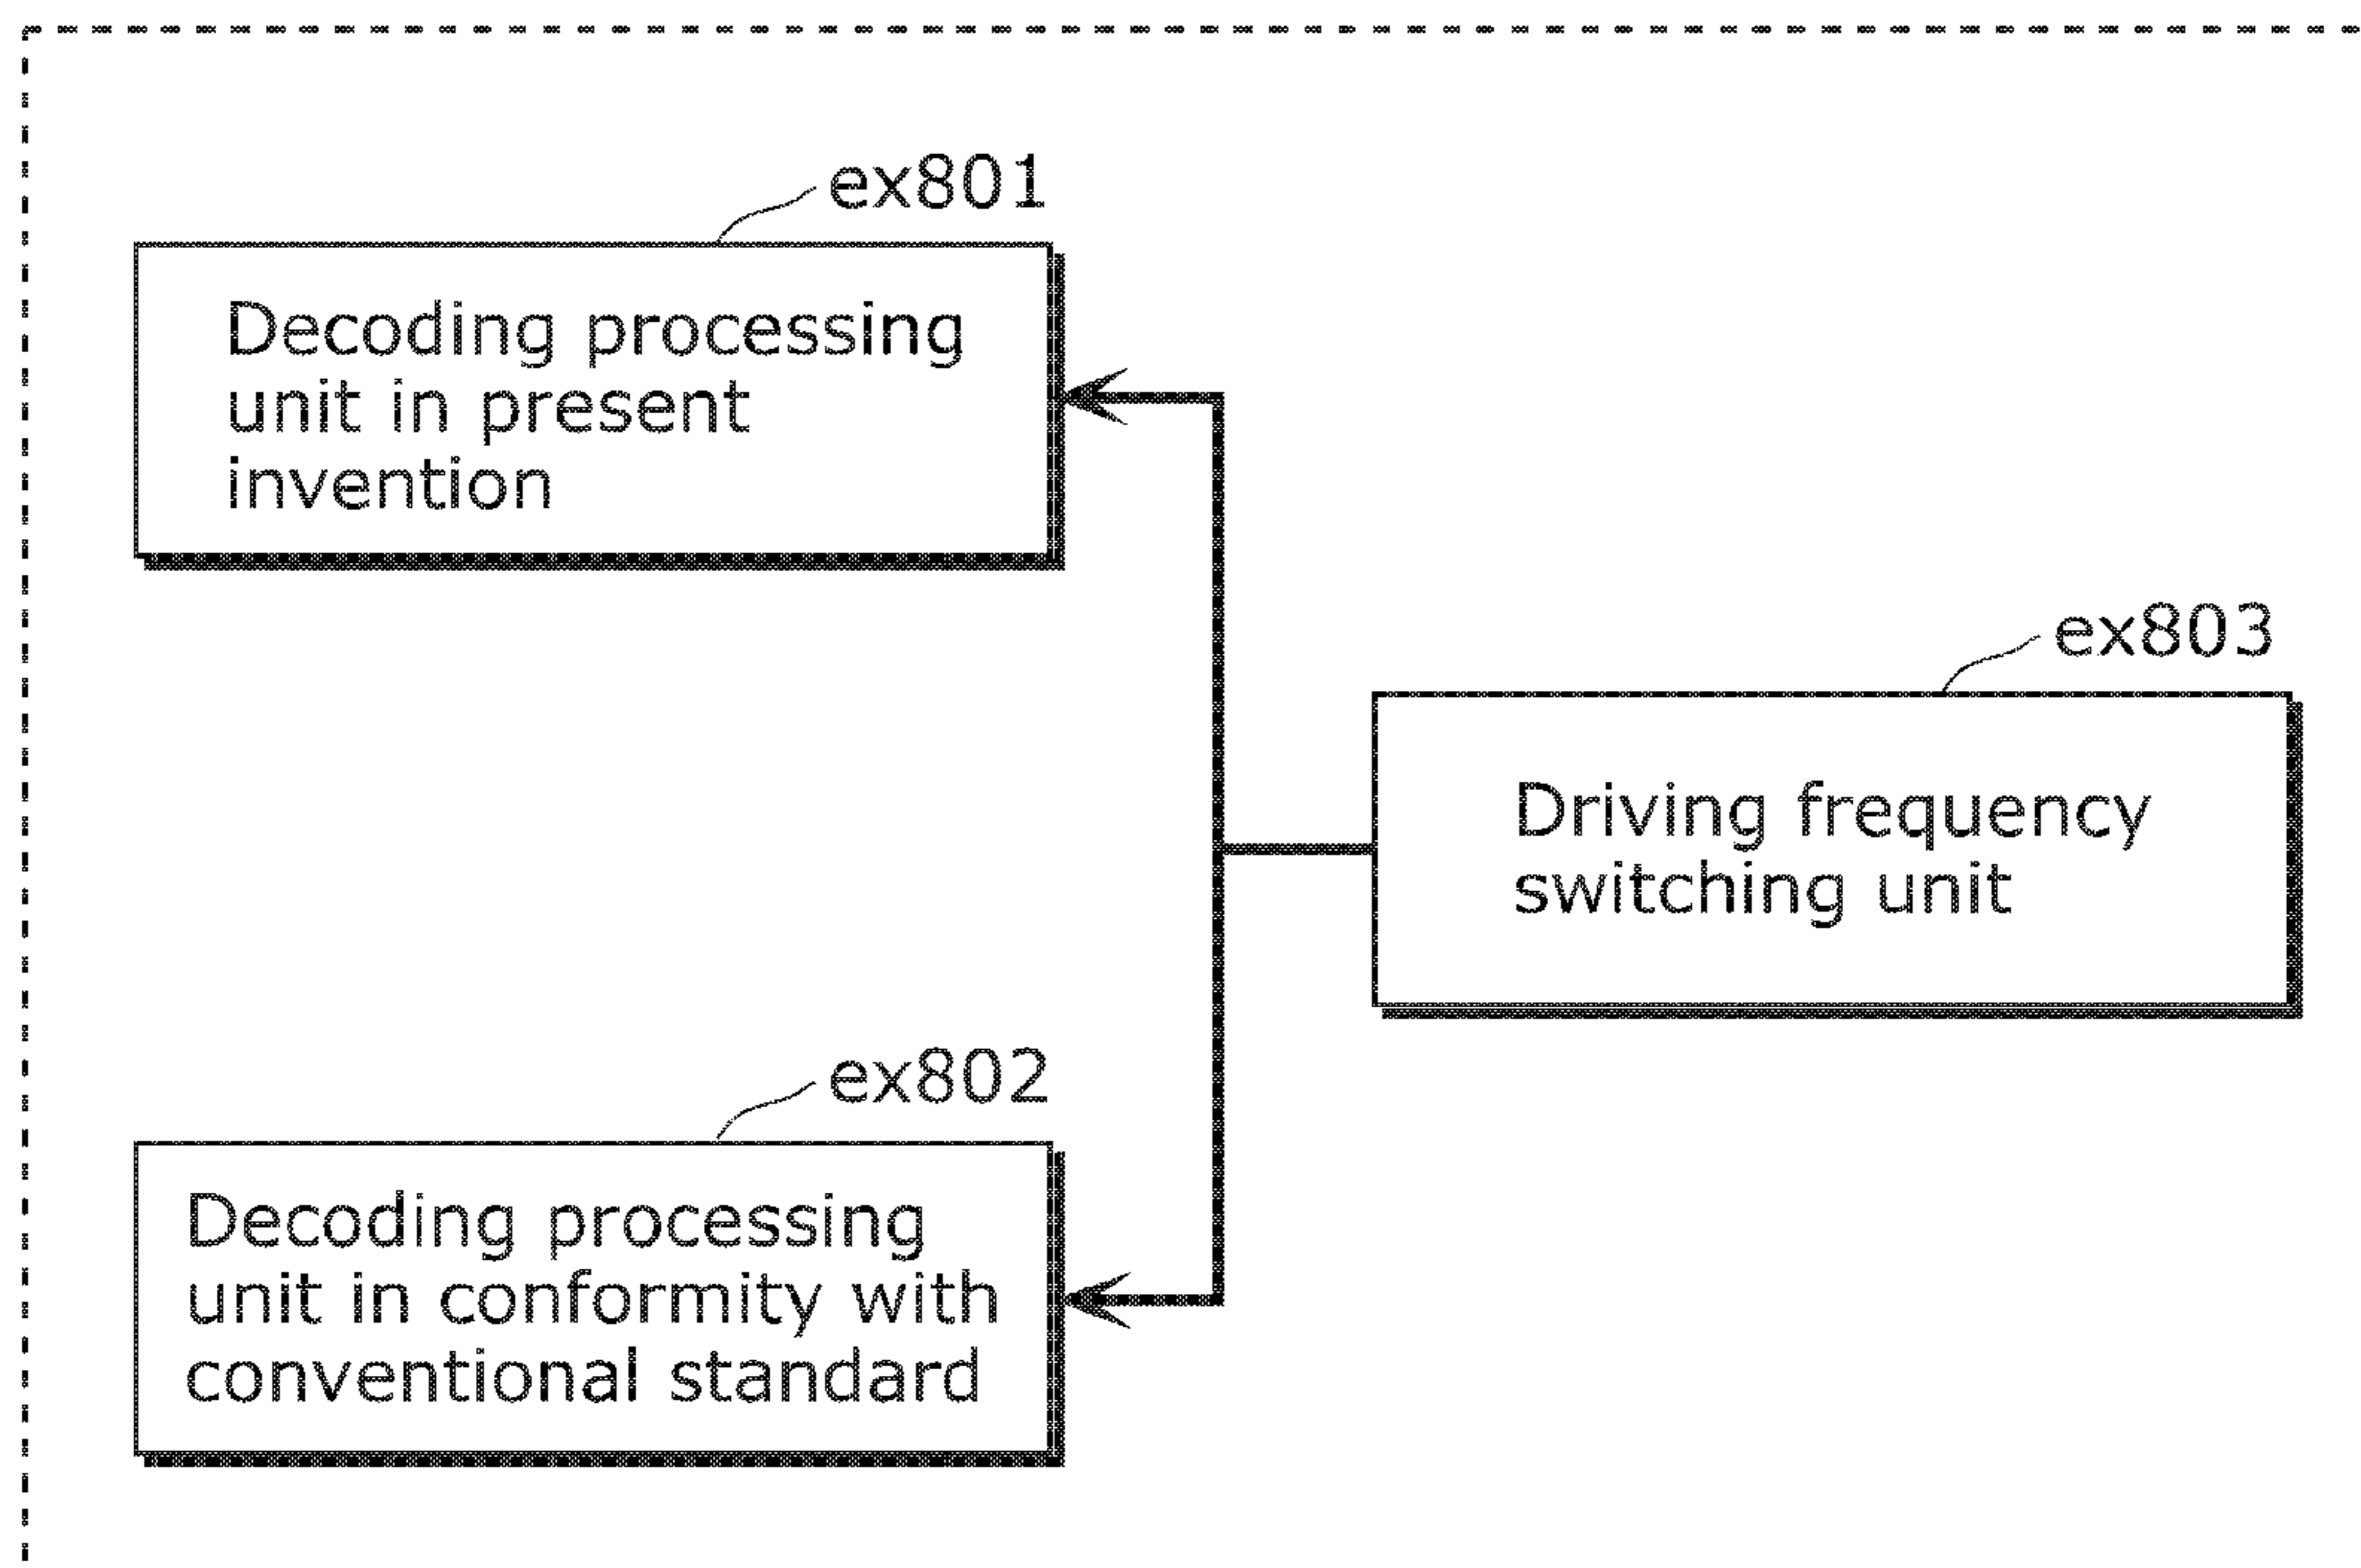 ex801
Decoding processing
unit in present
invention
ex803
Driving frequency
switching unit
ex802
Decoding processing
unit in conformity with
conventional standard